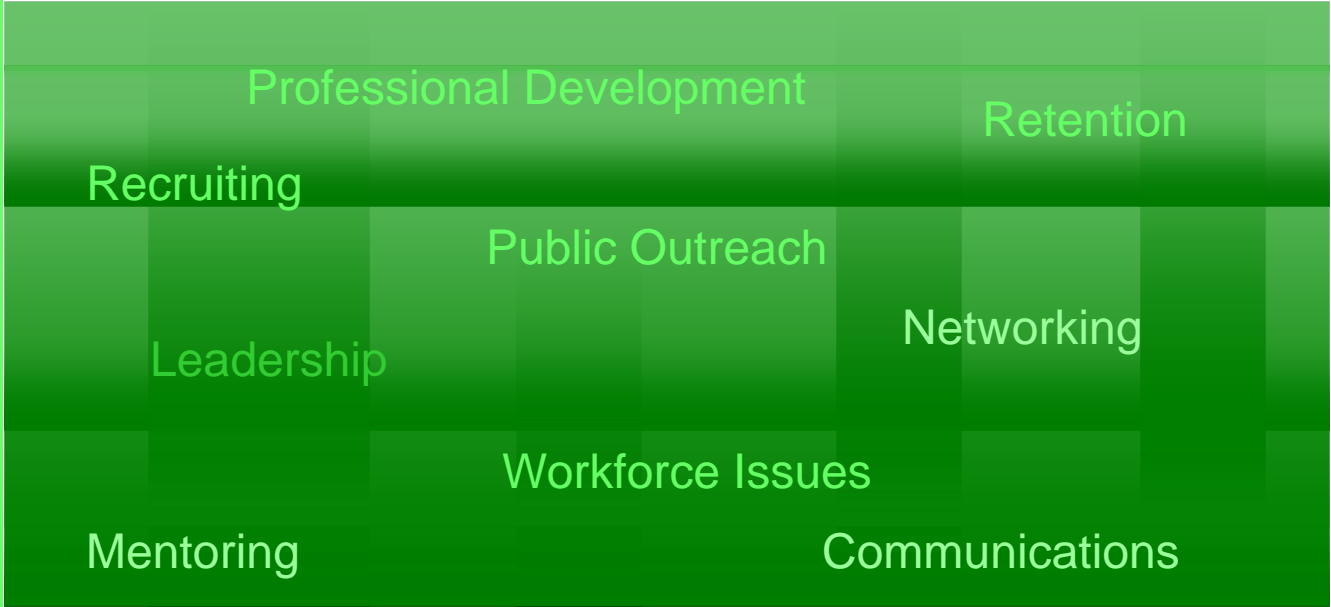 Professional Development
Retention
Recruiting
Public Outreach
Networking
Leadership
Workforce Issues
Mentoring
Communications